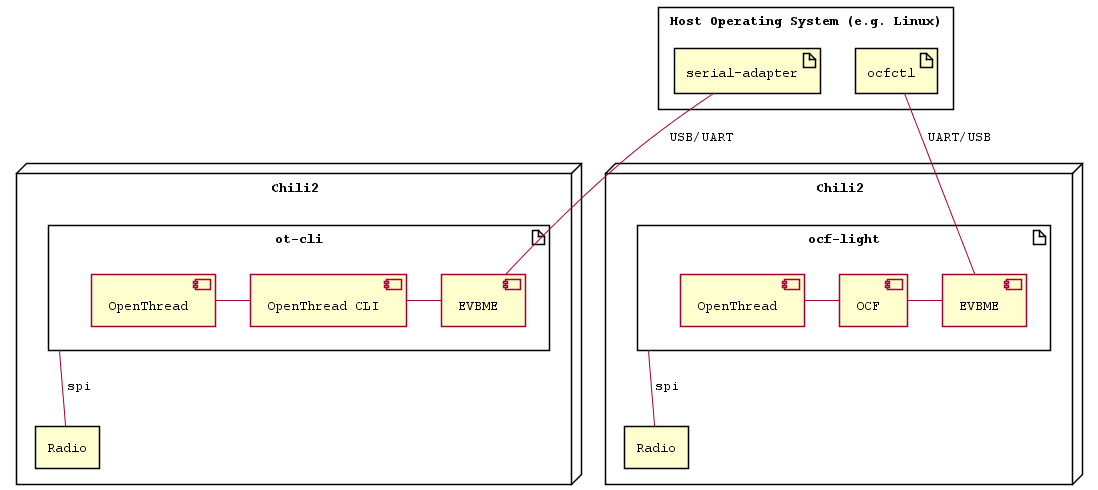 Host Operating System (e.g. Linux)
serial-adapter
ocfctl
USB/UART
UART/USB
Chili2
Chili2
ot-cli
ocf-light
OpenThread
OpenThread CLI
EVBME
OpenThread
OCF
EVBME
spi
spi
Radio
Radio